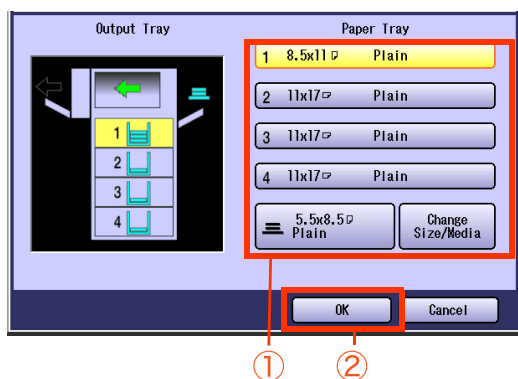 Output Tray
Paper Tray
1 8.5x11 Plain
2 11x17 Plain
3 11x17 Plain
4 11x17 Plain
5.5x8.5
Plain
Change
Size/Media
1
2
3
4
OK
Cancel
① ②